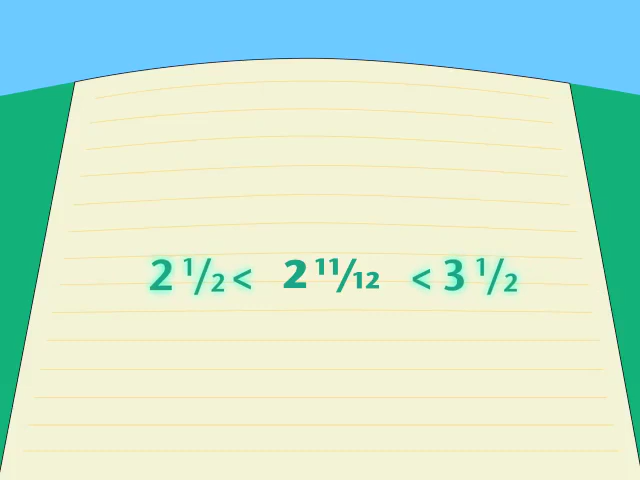 2 ¹/₂ < 2 ¹¹/₁₂ < 3 ¹/₂